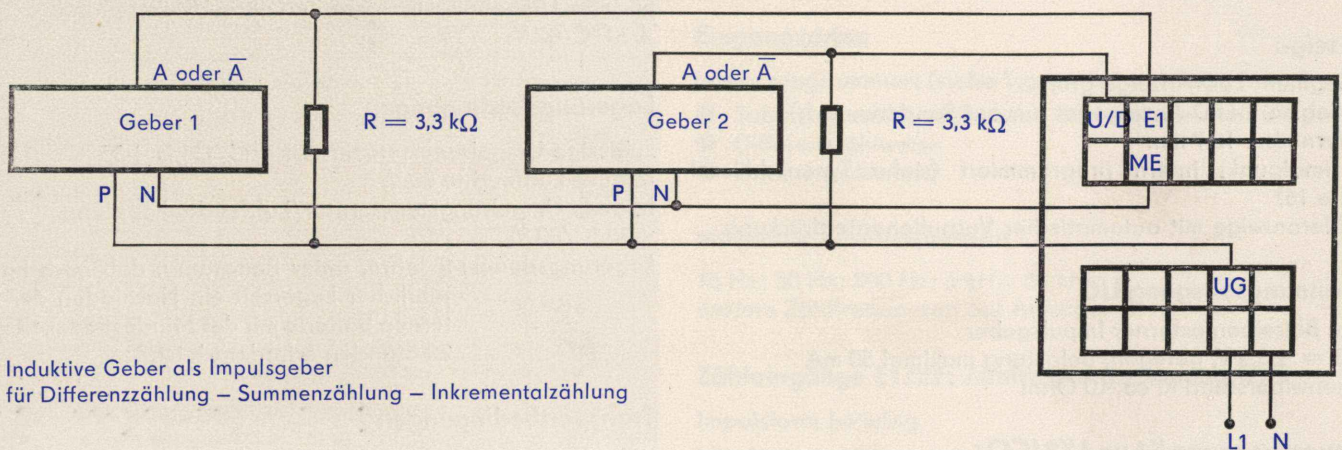 A oder A̅
Geber 1
R = 3,3 kΩ
P N
A oder A̅
Geber 2
R = 3,3 kΩ
P N
U/D E1
ME
UG
L1 N
Induktive Geber als Impulsgeber
für Differenzzählung – Summenzählung – Inkrementalzählung